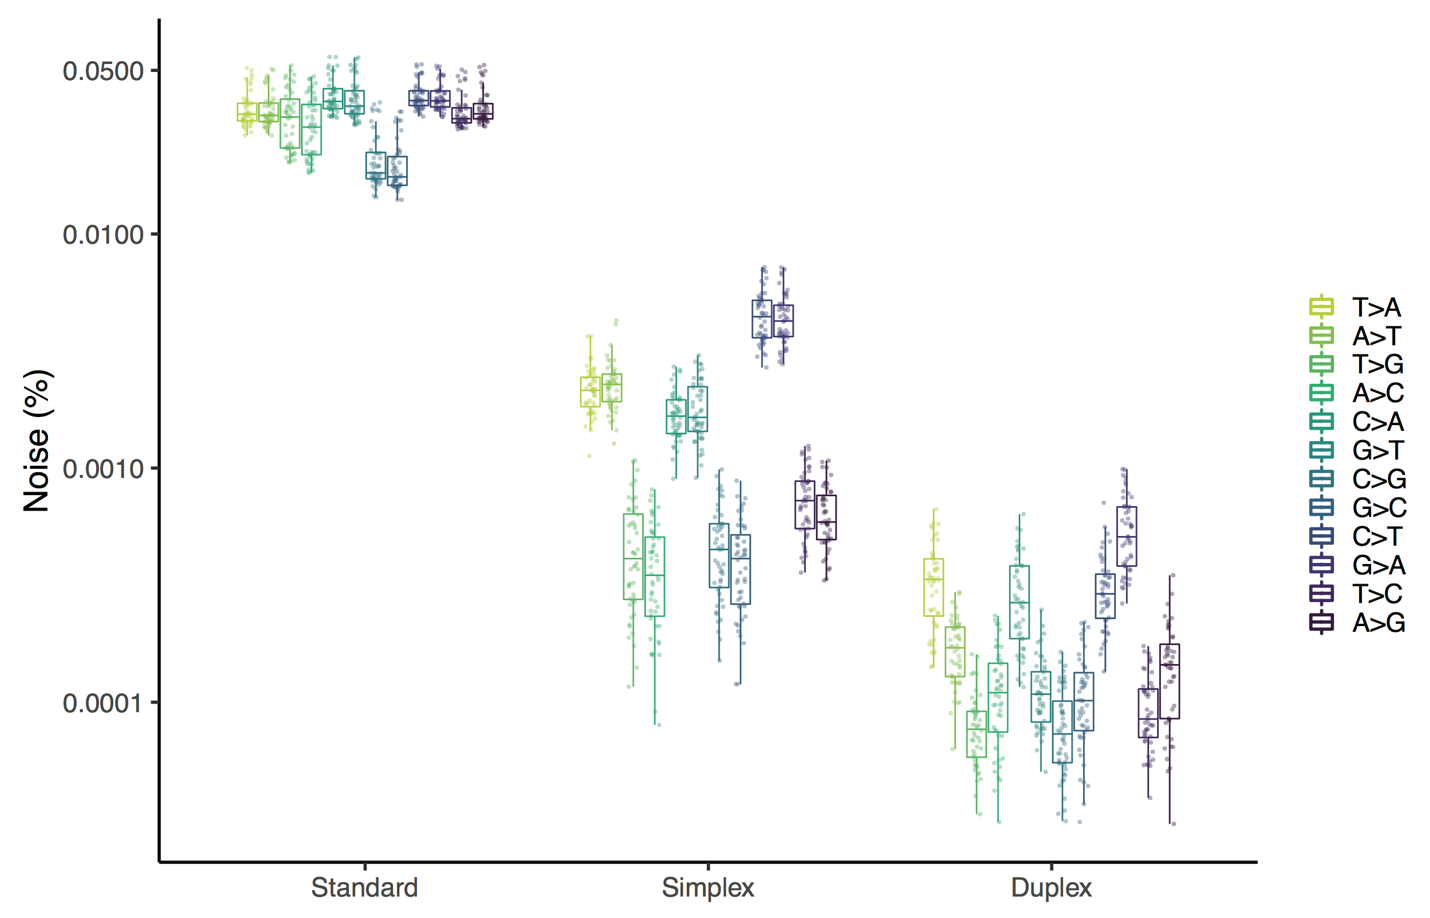 Noise (%)
0.0500
0.0100
0.0010
0.0001
Standard
Simplex
Duplex
T>A
A>T
T>G
A>C
C>A
G>T
C>G
G>C
C>T
G>A
T>C
A>G